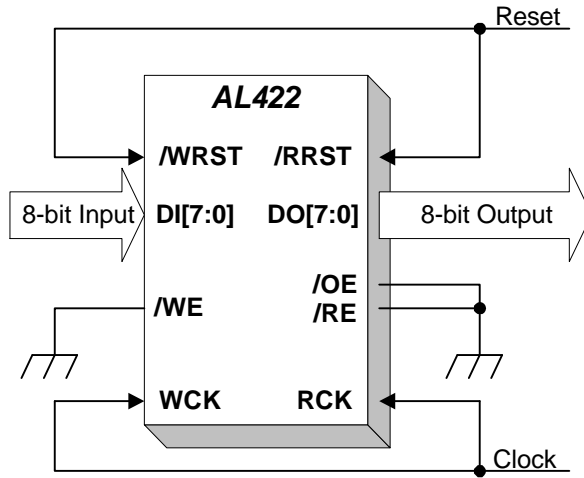 Reset
AL422
/WRST /RRST
8-bit Input DI[7:0] DO[7:0] 8-bit Output
/OE
/WE /RE
WCK RCK
Clock